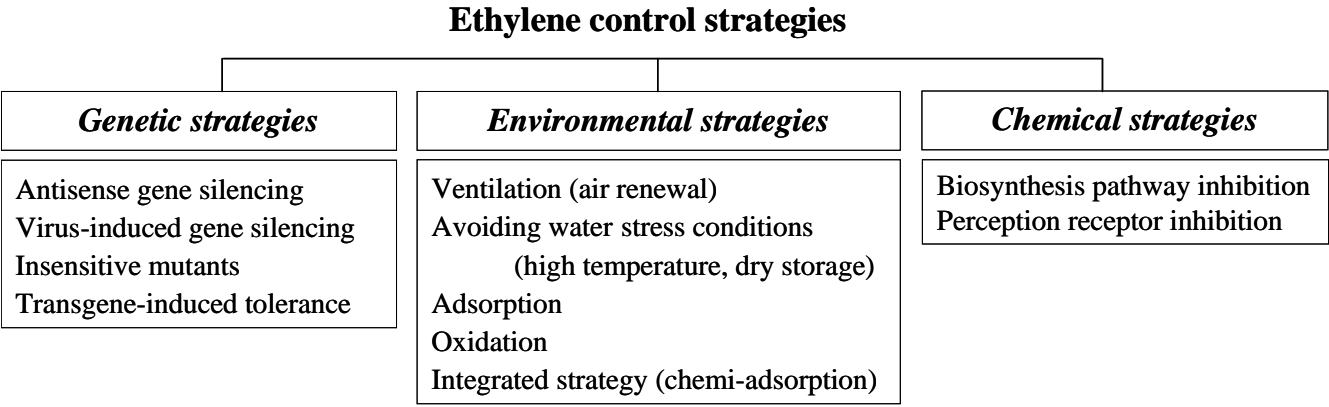 Ethylene control strategies
Genetic strategies
Antisense gene silencing
Virus-induced gene silencing
Insensitive mutants
Transgene-induced tolerance
Environmental strategies
Ventilation (air renewal)
Avoiding water stress conditions
(high temperature, dry storage)
Adsorption
Oxidation
Integrated strategy (chemi-adsorption)
Chemical strategies
Biosynthesis pathway inhibition
Perception receptor inhibition